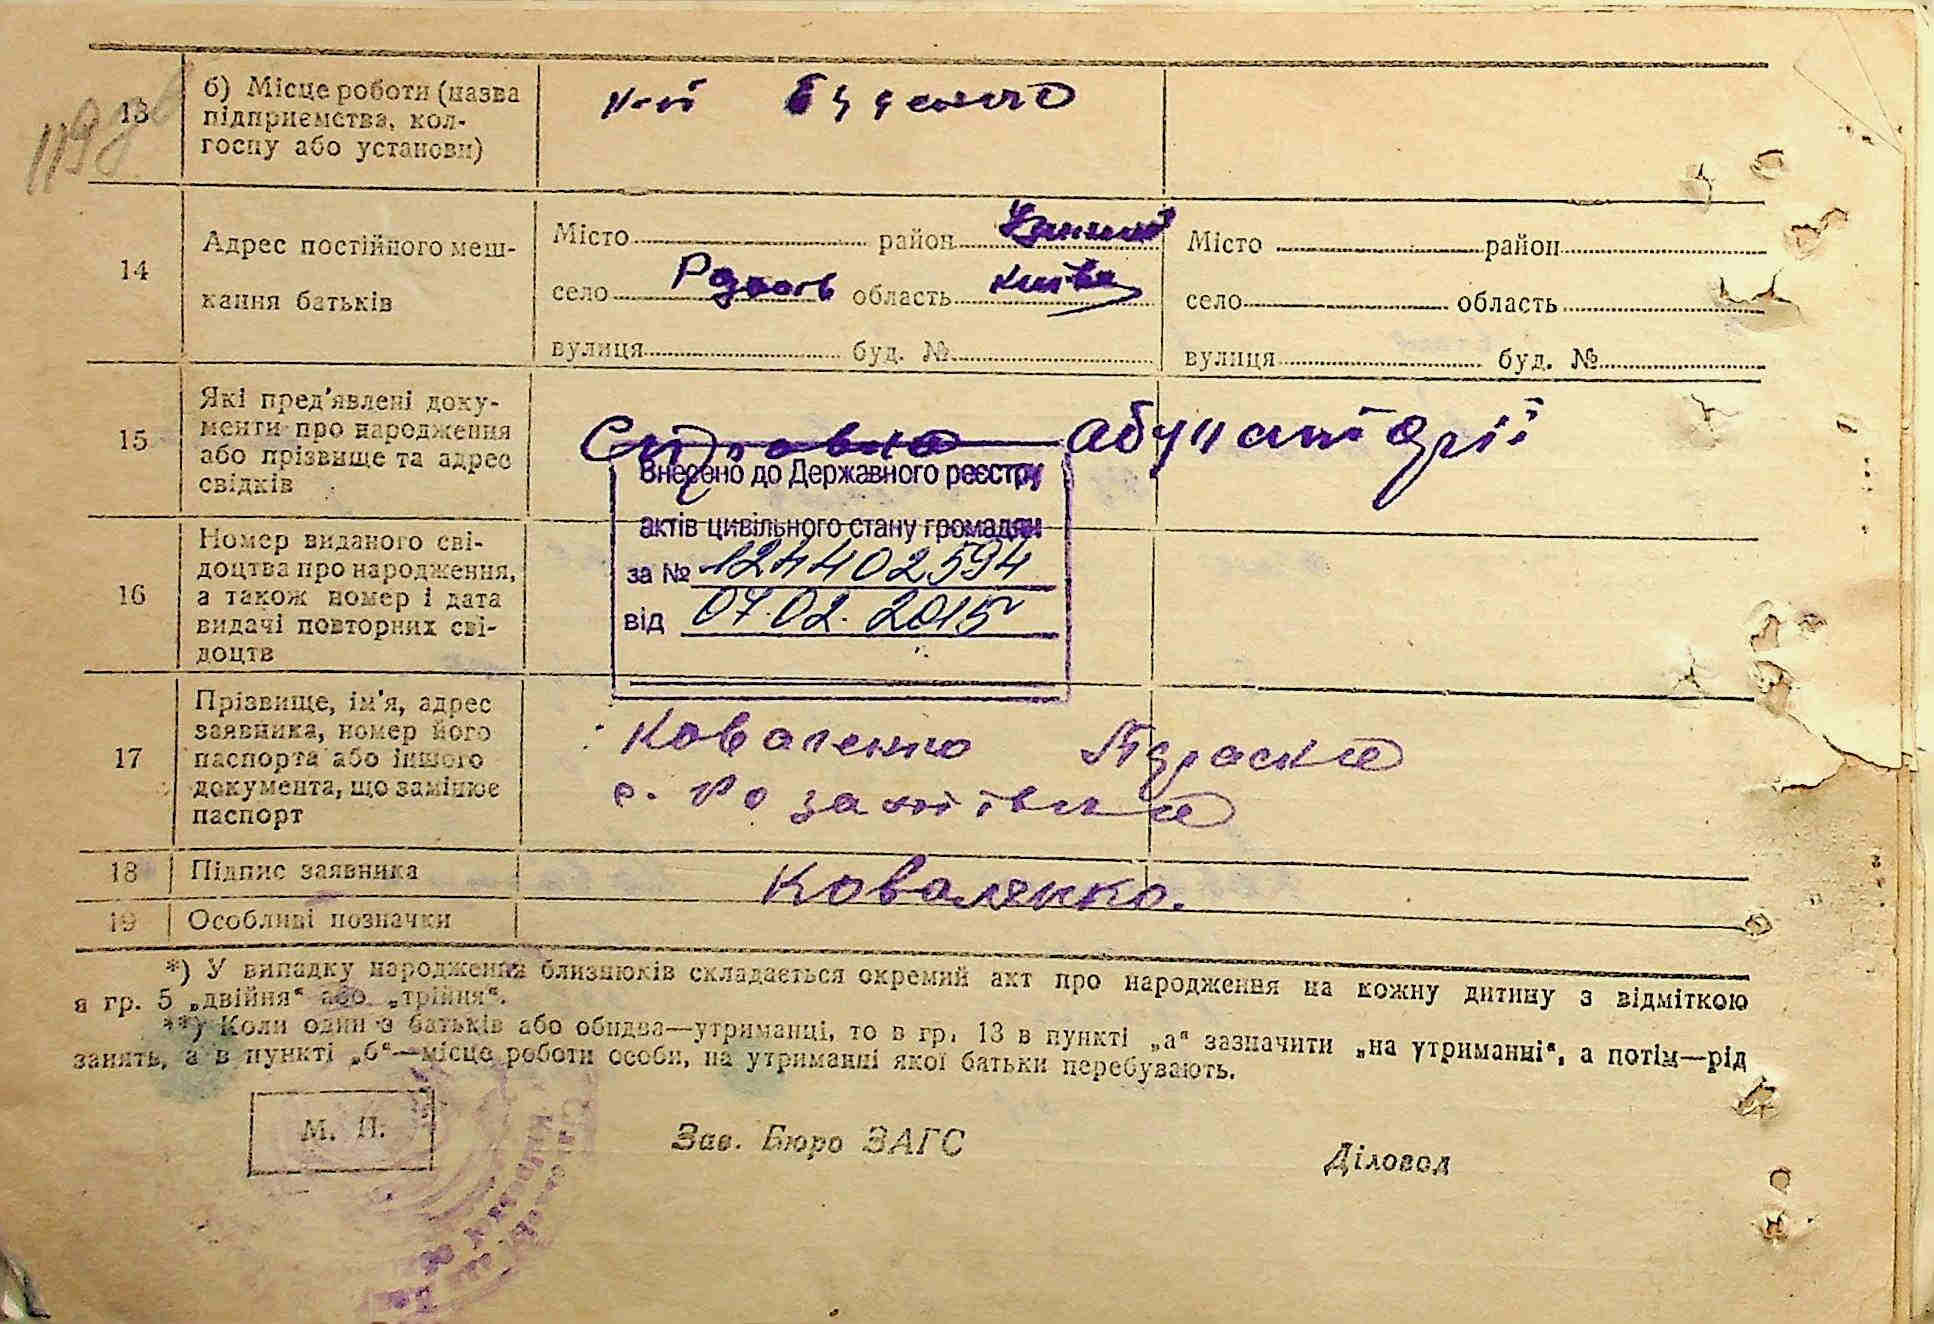 119
13
б) Місце роботи (назва
підприємства, кол-
госпу або установи)
14
Адрес постійного меш-
кання батьків
Місто район
село область
вулиця буд. №
Місто район
село область
вулиця буд. №
15
Які пред'явлені доку-
менти про народження
або прізвище та адрес
свідків
Справка
Внесено до Державного реєстру
актів цивільного стану громадян
за № 124402594
від 07.02.2015
16
Номер виданого сві-
доцтва про народження,
а також номер і дата
видачі повторних сві-
доцтв
17
Прізвище, ім'я, адрес
заявника, номер його
паспорта або іншого
документа, що замінює
паспорт
Коваленко Параска
18
Підпис заявника
Коваленко.
19
Особливі позначки
*) У випадку народження близнюків складається окремий акт про народження на кожну дитину з відміткою
в гр. 5 „двійня“ або „трійня“.
**) Коли один з батьків або обидва—утриманці, то в гр. 13 в пункті „а“ зазначити „на утриманні“, а потім—рід
занять, а в пункті „б“—місце роботи особи, на утриманні якої батьки перебувають.
М. П.
Зав. Бюро ЗАГС
Діловод